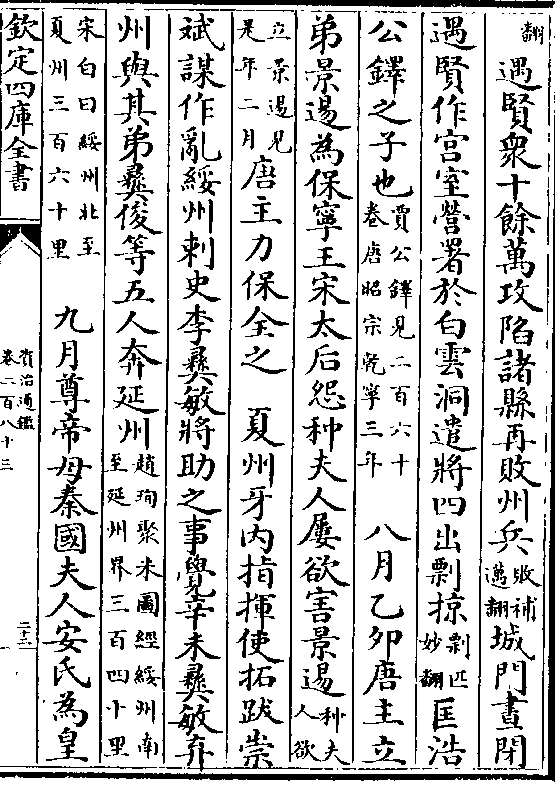 翻遇賢衆十餘萬攻陷諸縣再敗州兵敗補邁翻城門晝閉
遇賢作宫室營署於白雲洞遣將四出剽掠剽匹妙翻匡浩
公鐸之子也賈公鐸見二百六十卷唐昭宗乾寧三年 八月乙夘唐主立
弟景逷為保寧王宋太后怨种夫人屢欲害景逷种夫人欲
立景逷見是年二月唐主力保全之 夏州牙内指揮使拓跋崇
斌謀作亂綏州刺史李彝敏將助之事覺辛未彝敏弃
州與其弟彝俊等五人奔延州趙珣聚米圖經綏州南至延州界三百四十里
宋白曰綏州北至夏州三百六十里 九月尊帝母秦國夫人安氏為皇
欽定四庫全書
資治通鑑
卷二百八十三
二十一